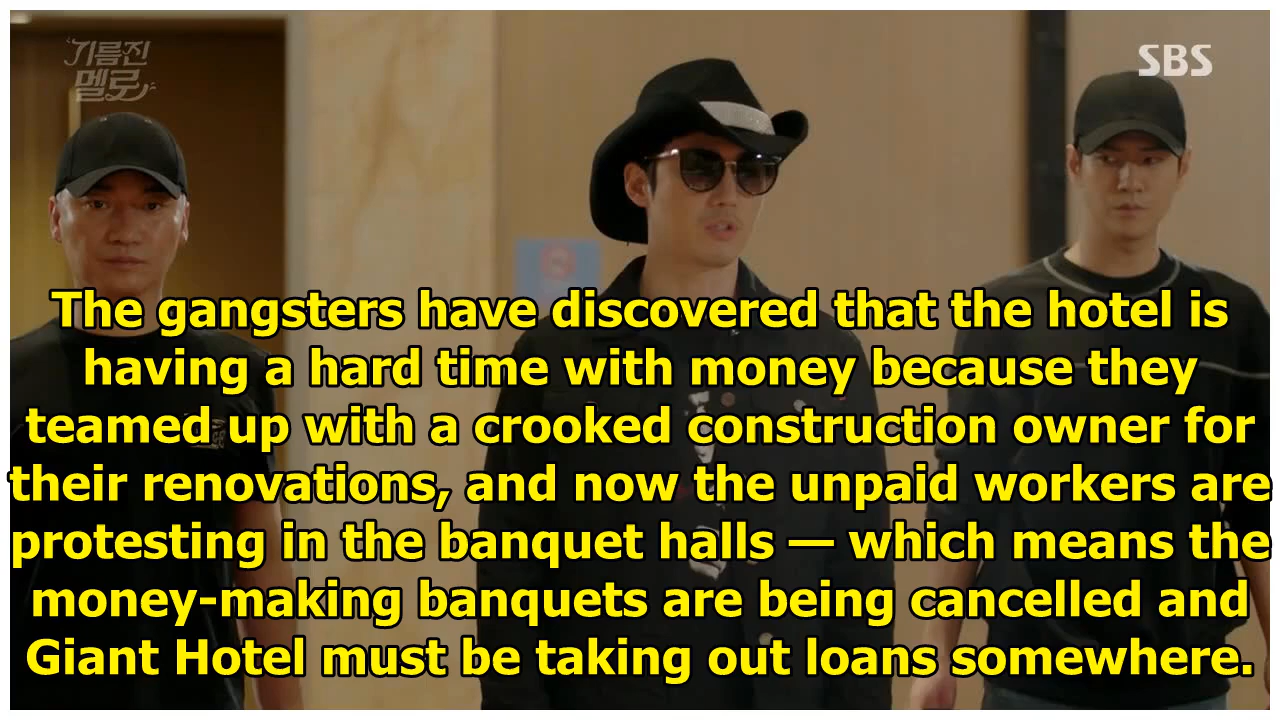 기름진
멜로
SBS
The gangsters have discovered that the hotel is
having a hard time with money because they
teamed up with a crooked construction owner for
their renovations, and now the unpaid workers are
protesting in the banquet halls — which means the
money-making banquets are being cancelled and
Giant Hotel must be taking out loans somewhere.